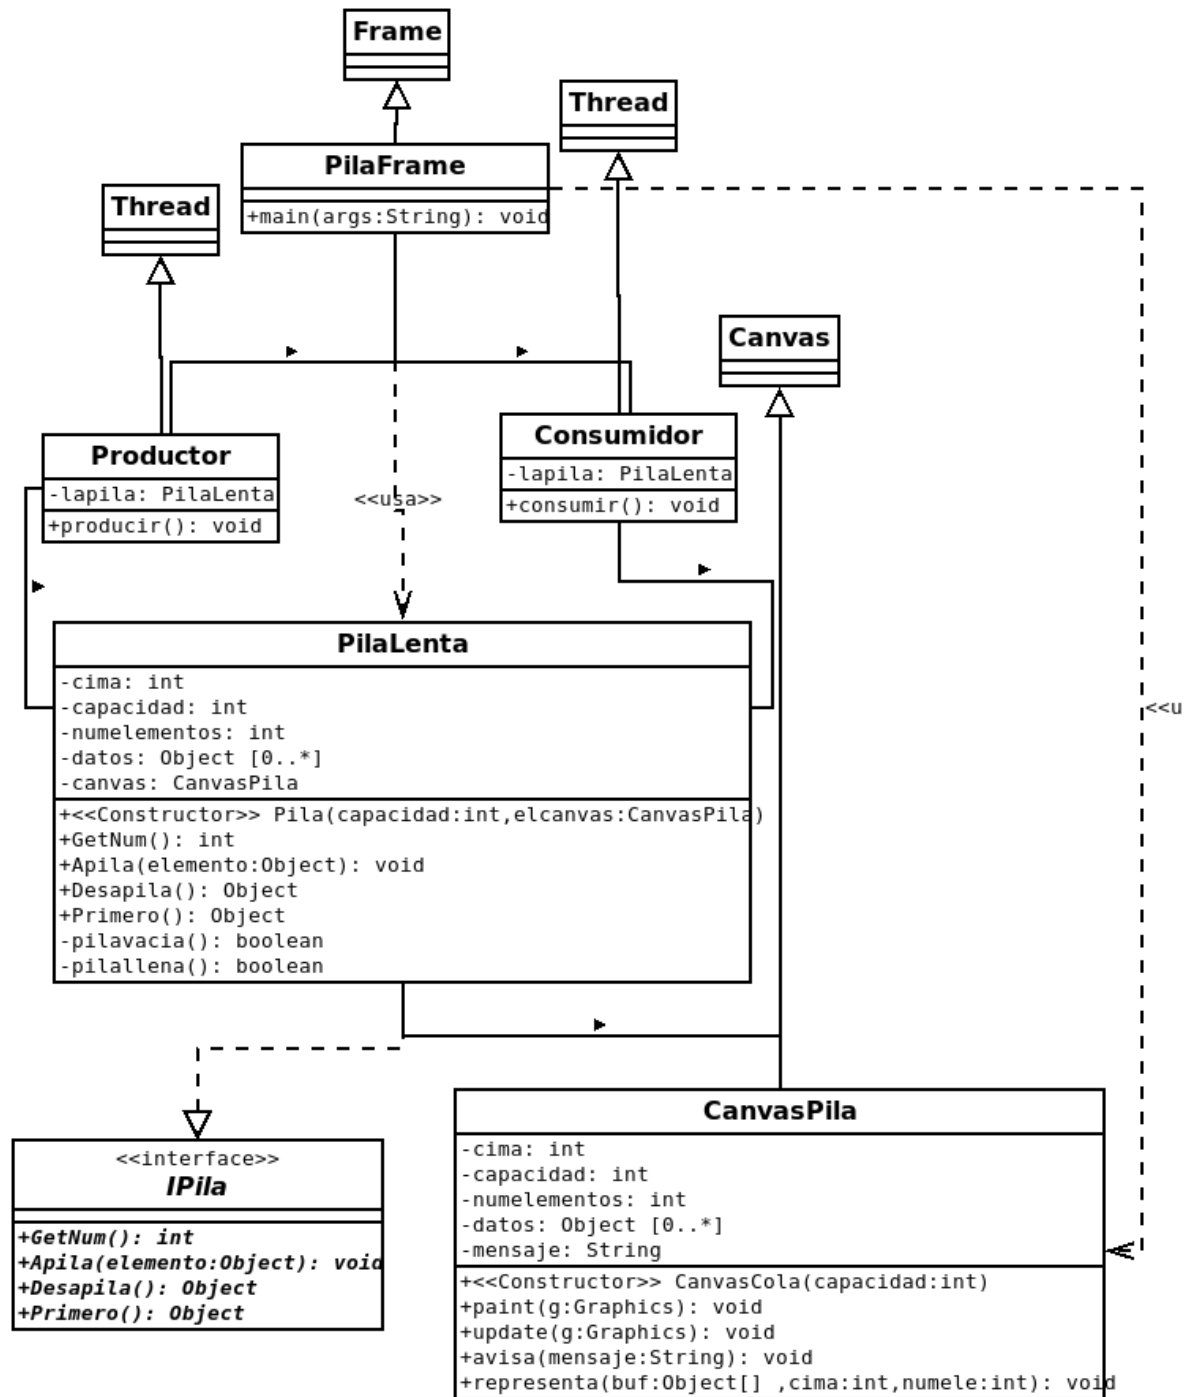 Frame
Thread
PilaFrame
+main(args:String): void
Thread
Canvas
Consumidor
-lapila: PilaLenta
+consumir(): void
Productor
-lapila: PilaLenta
+producir(): void
<<usa>>
PilaLenta
-cima: int
-capacidad: int
-numelementos: int
-datos: Object [0..*]
-canvas: CanvasPila
+<<Constructor>> Pila(capacidad:int,elcanvas:CanvasPila)
+GetNum(): int
+Apila(elemento:Object): void
+Desapila(): Object
+Primero(): Object
-pilavacia(): boolean
-pilallena(): boolean
<<u
<<interface>>
IPila
+GetNum(): int
+Apila(elemento:Object): void
+Desapila(): Object
+Primero(): Object
CanvasPila
-cima: int
-capacidad: int
-numelementos: int
-datos: Object [0..*]
-mensaje: String
+<<Constructor>> CanvasCola(capacidad:int)
+paint(g:Graphics): void
+update(g:Graphics): void
+avisa(mensaje:String): void
+representa(buf:Object[] ,cima:int,numele:int): void